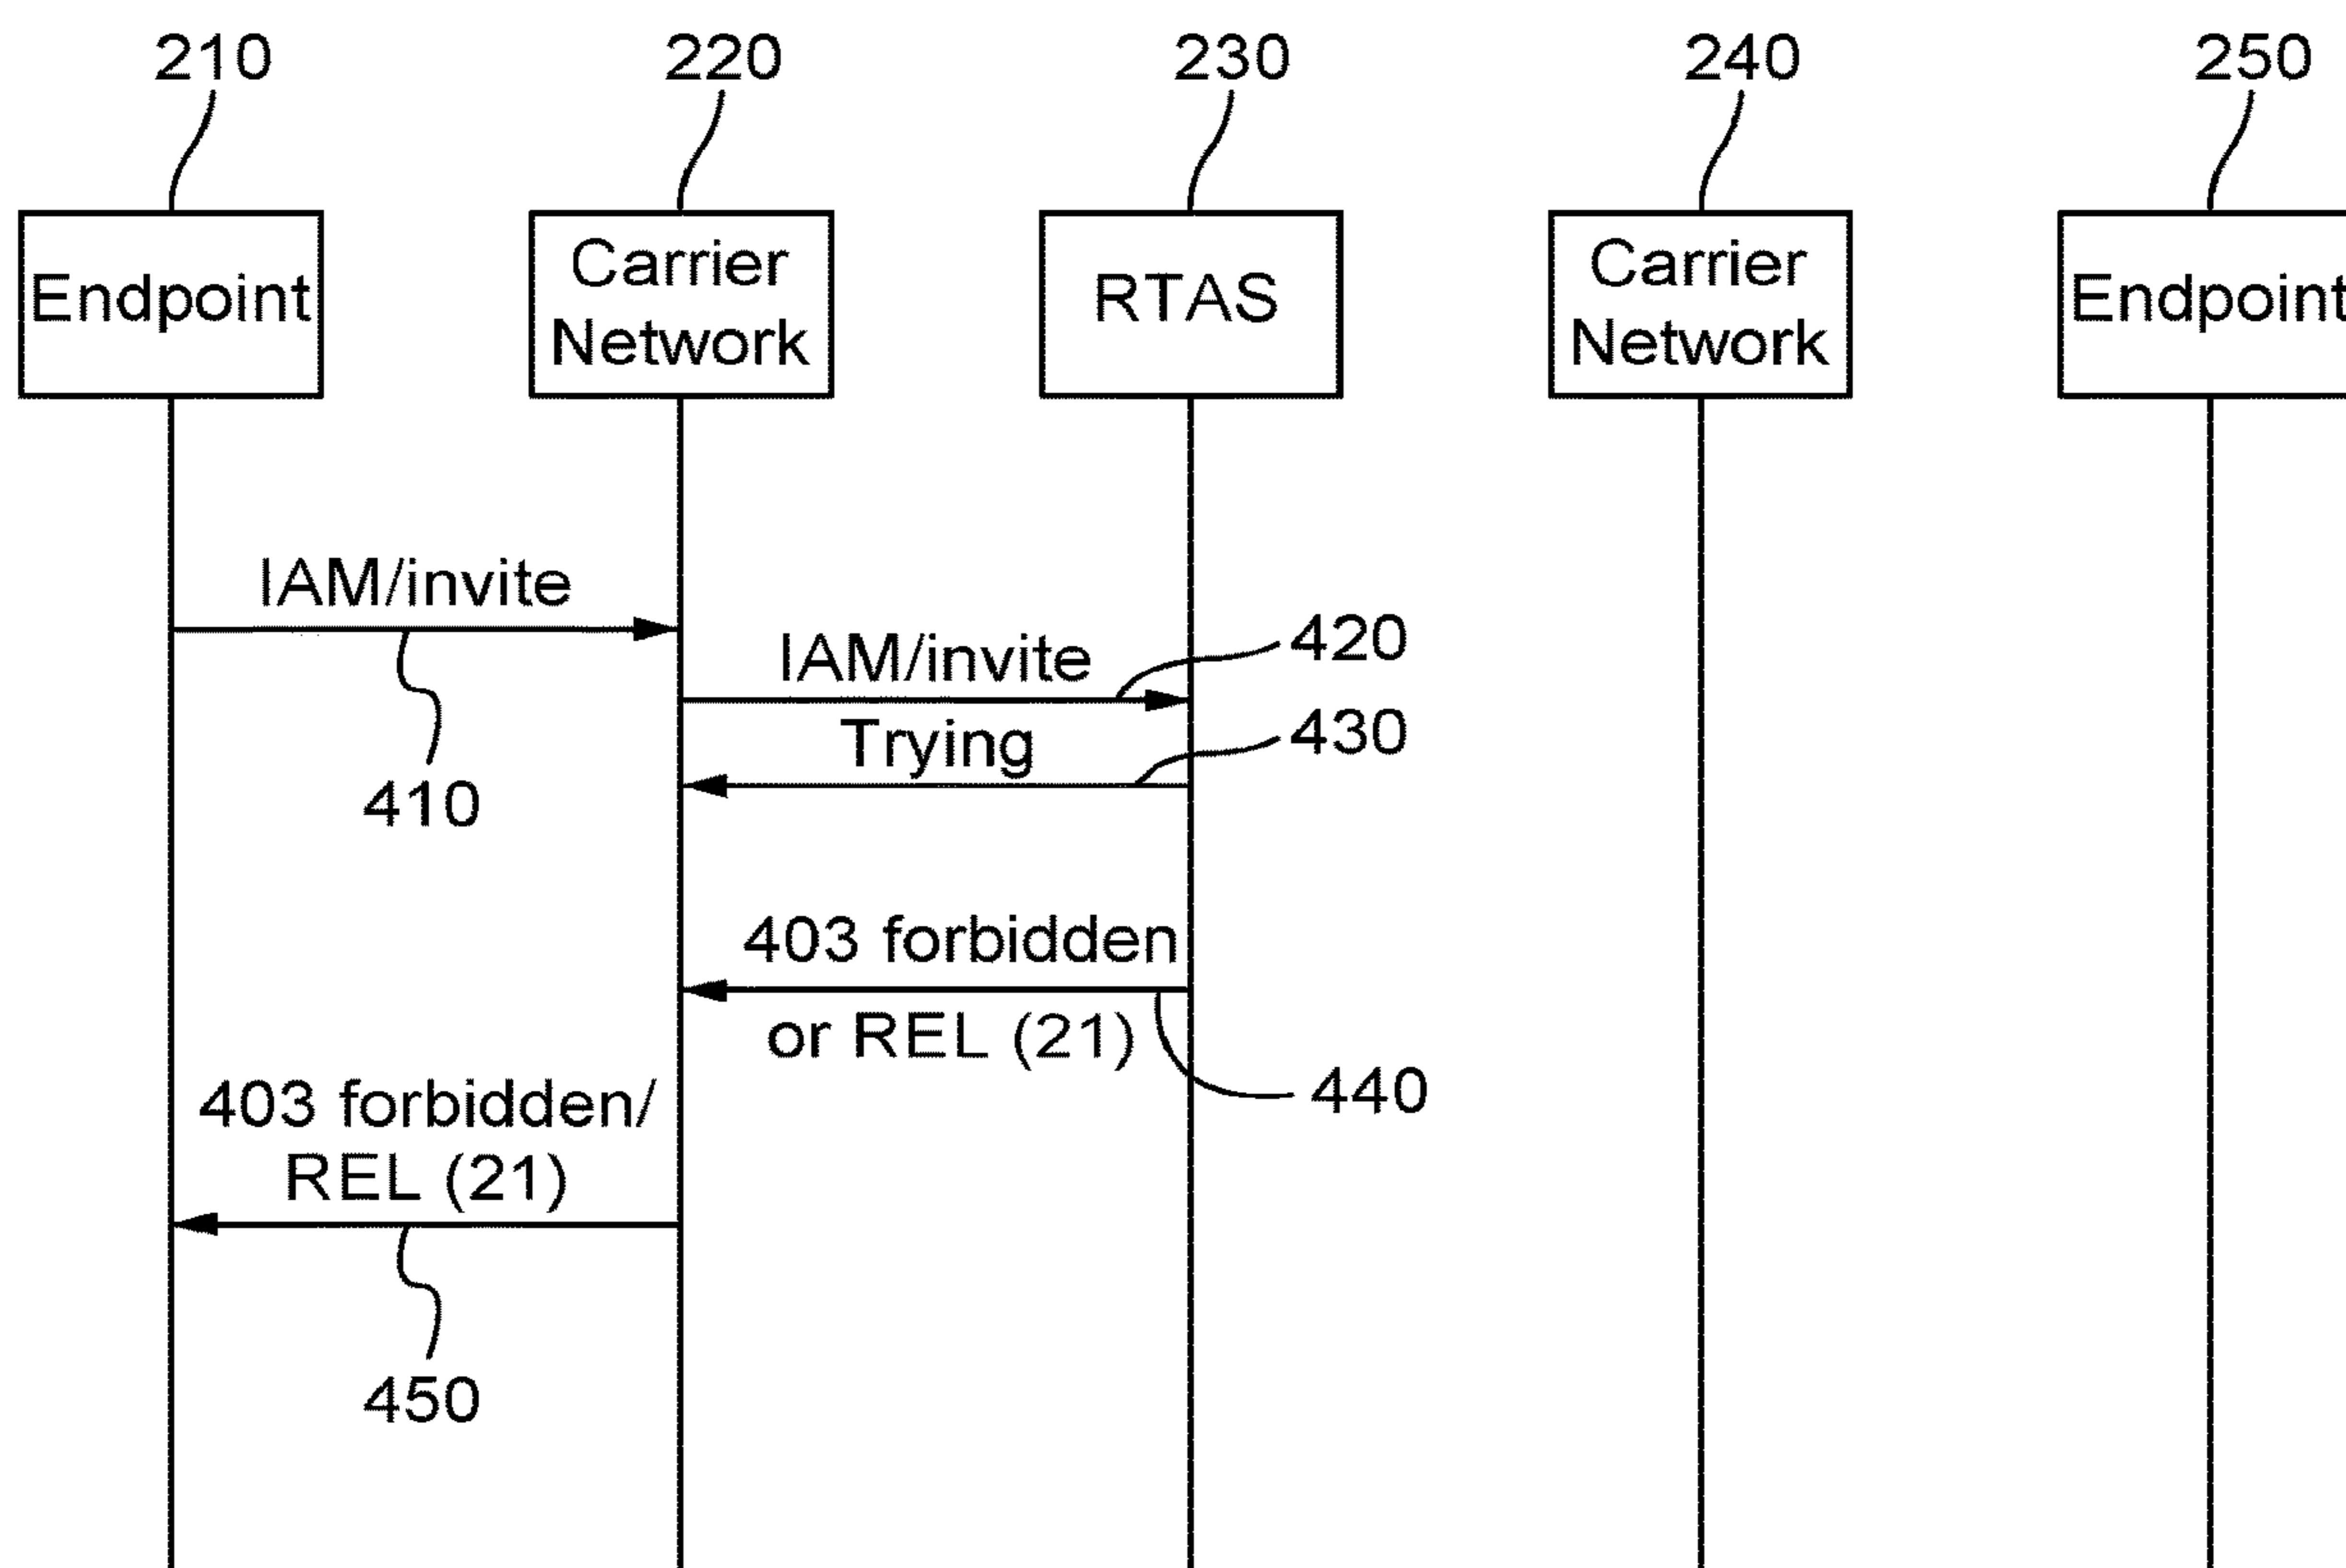 210
220
230
240
250
Endpoint
Carrier
Network
RTAS
Carrier
Network
Endpoint
IAM/invite
410
IAM/invite
420
Trying
430
403 forbidden
or REL (21)
440
403 forbidden/
REL (21)
450